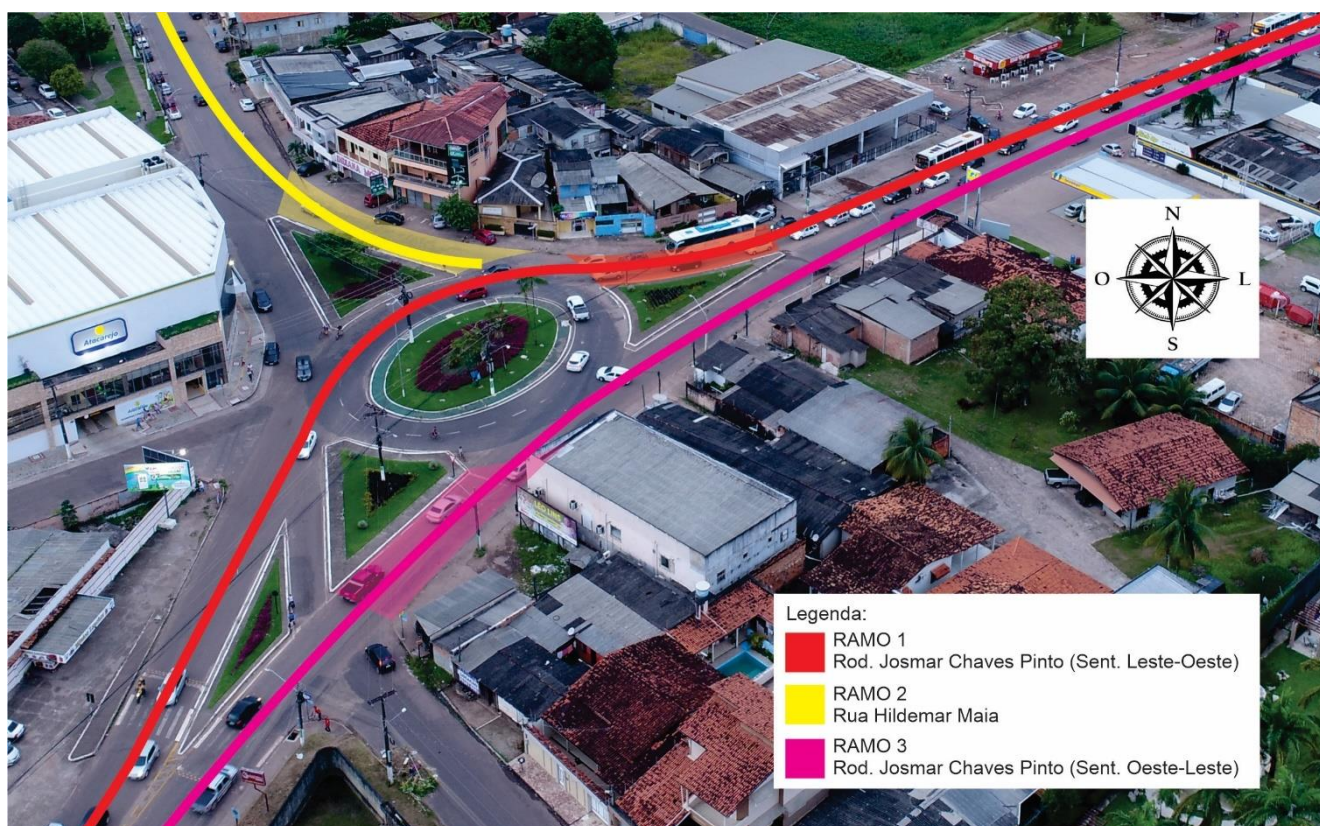 Atacarejo
N
O
L
S
Legenda:
RAMO 1
Rod. Josmar Chaves Pinto (Sent. Leste-Oeste)
RAMO 2
Rua Hildemar Maia
RAMO 3
Rod. Josmar Chaves Pinto (Sent. Oeste-Leste)